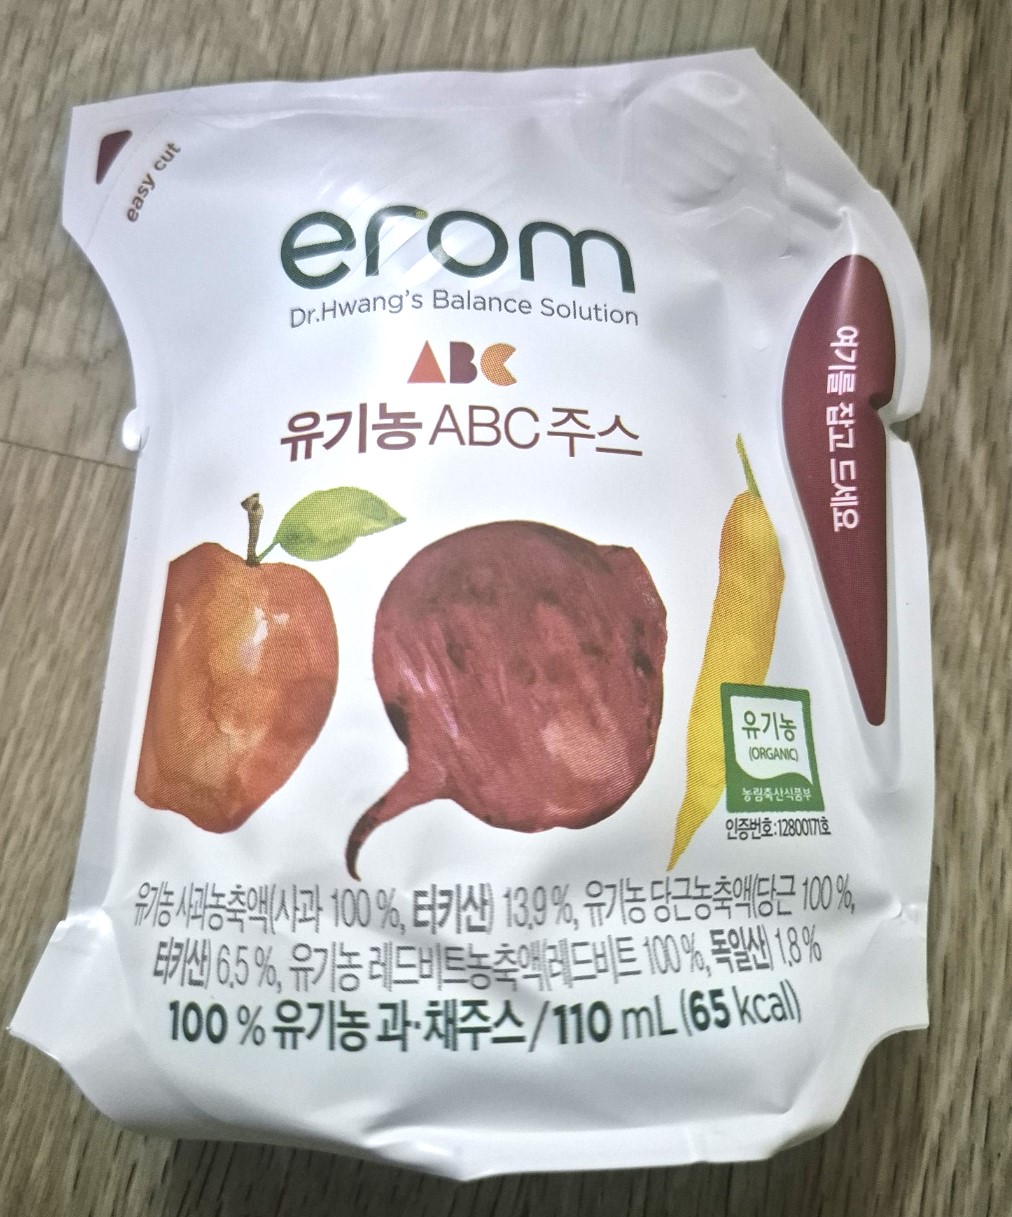 easy cut
erom
Dr.Hwang's Balance Solution
ABC
유기농 ABC 주스
여기를 잡고 드세요
유기농
(ORGANIC)
농림축산식품부
인증번호:12800171호
유기농 사과농축액(사과 100 %, 터키산) 13.9 %, 유기농 당근농축액(당근 100 %,
터키산) 6.5 %, 유기농 레드비트농축액(레드비트 100 %, 독일산) 1.8 %
100 % 유기농 과·채주스 / 110 mL (65 kcal)